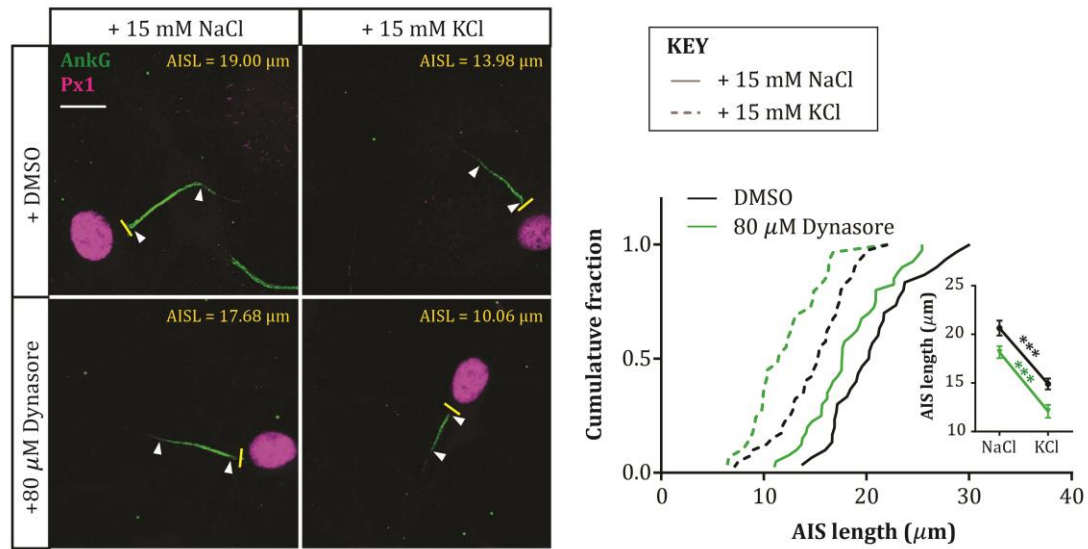 + 15 mM NaCl
+ 15 mM KCl
+ DMSO
AnkG
Px1
AISL = 19.00 µm
AISL = 13.98 µm
+80 µM Dynasore
AISL = 17.68 µm
AISL = 10.06 µm
KEY
+ 15 mM NaCl
+ 15 mM KCl
DMSO
80 µM Dynasore
Cumulatuve fraction
1.0
0.5
0.0
0
10
20
30
40
AIS length (µm)
AIS length (µm)
25
20
15
10
***
***
NaCl
KCl